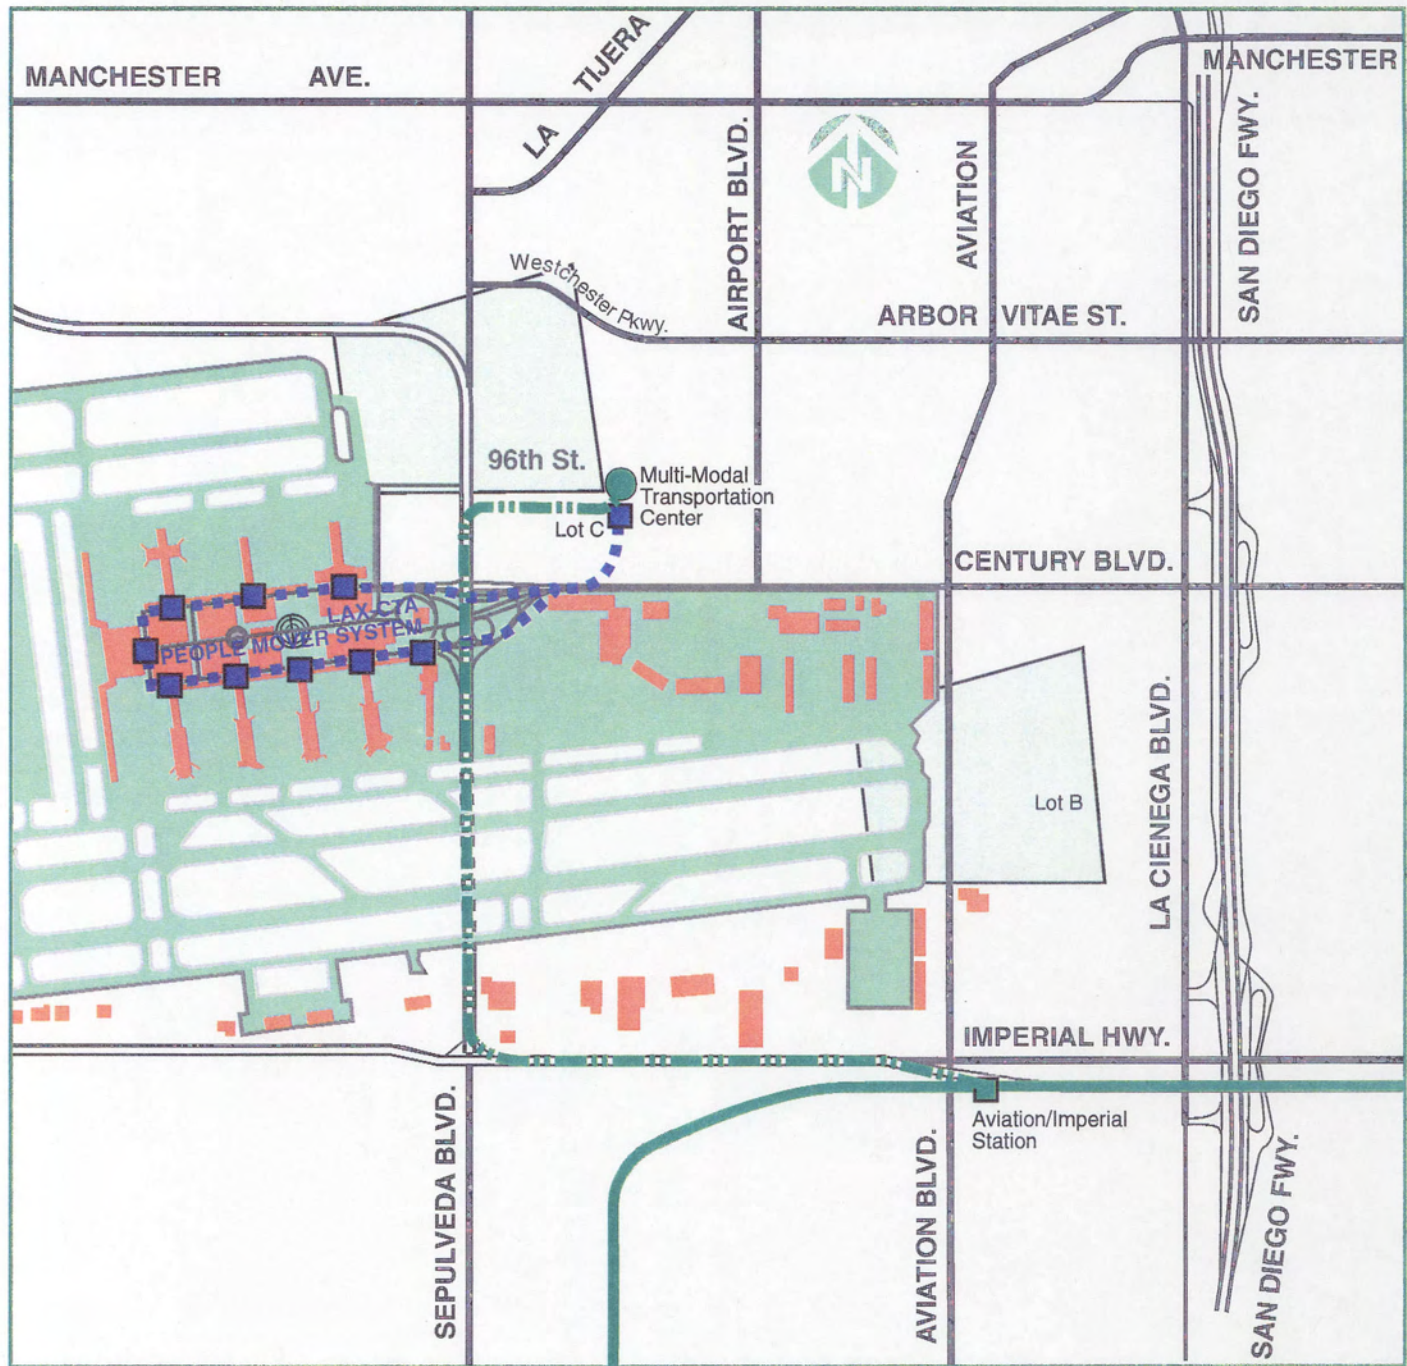 MANCHESTER AVE.
LA TIJERA
MANCHESTER
AIRPORT BLVD.
N
AVIATION
SAN DIEGO FWY.
Westchester Pkwy.
ARBOR VITAE ST.
96th St.
Multi-Modal
Transportation
Center
Lot C
CENTURY BLVD.
LAX-CTA
PEOPLE MOVER SYSTEM
LA CIENEGA BLVD.
Lot B
IMPERIAL HWY.
Aviation/Imperial
Station
SEPULVEDA BLVD.
AVIATION BLVD.
SAN DIEGO FWY.